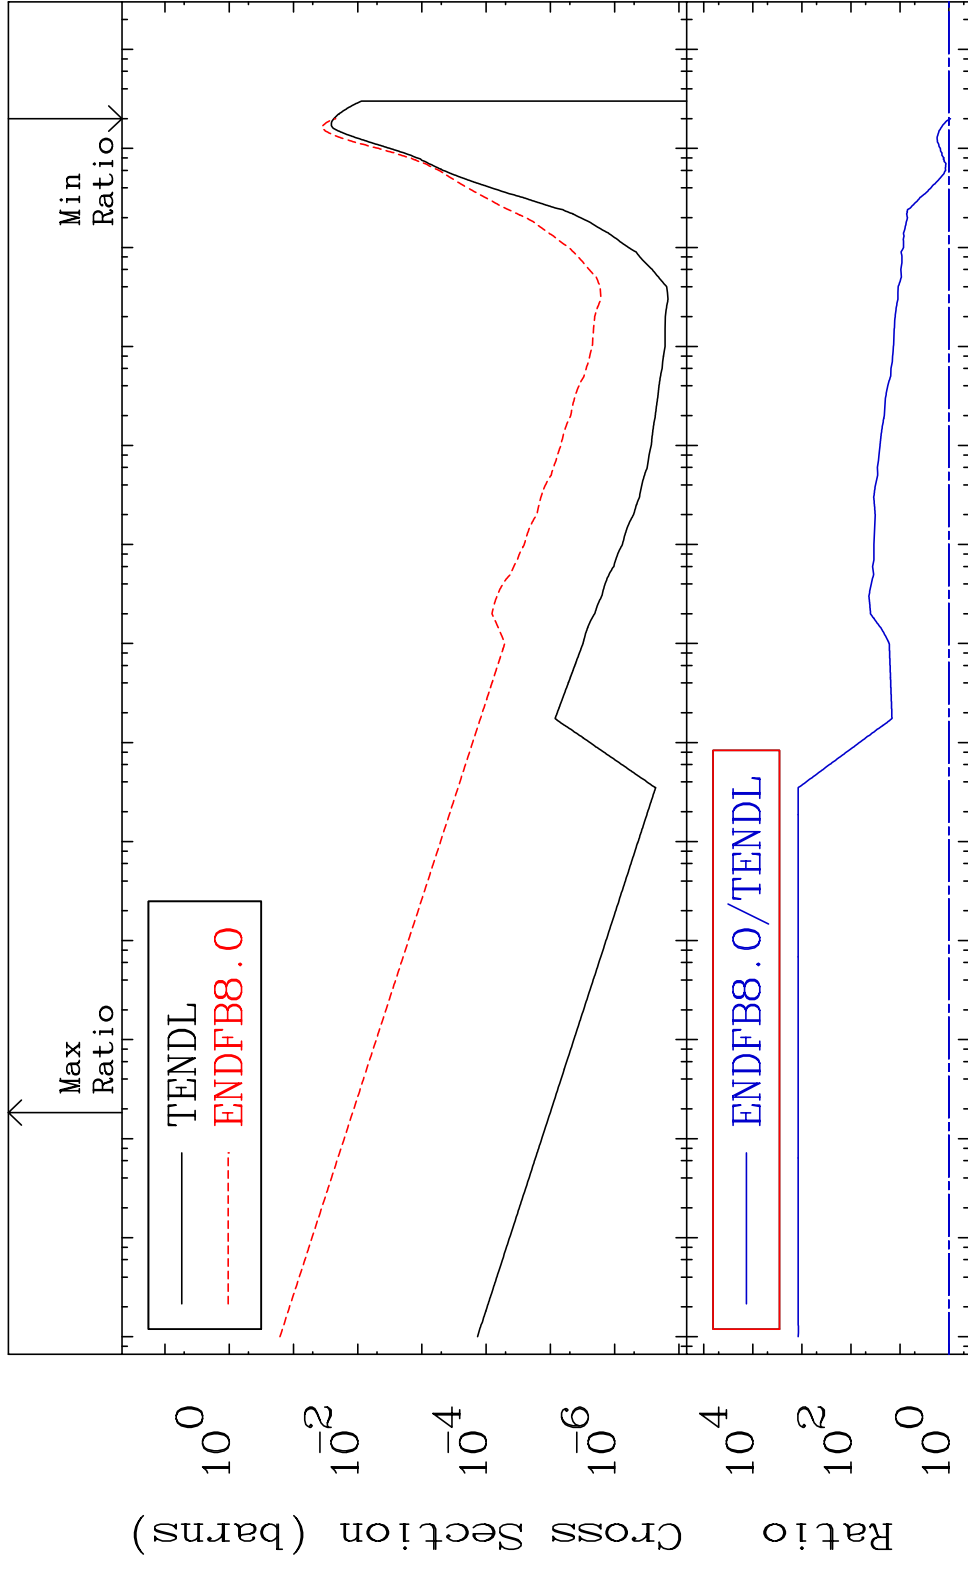 Max
Ratio
Min
Ratio
TENDL
ENDFB8.0
10^0
10^-2
10^-4
10^-6
Cross Section (barns)
ENDFB8.0/TENDL
10^4
10^2
10^0
Ratio